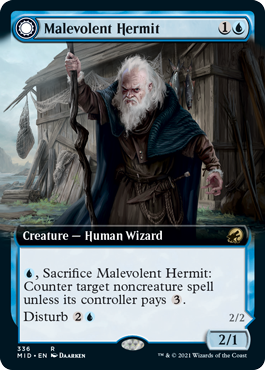 Malevolent Hermit 1
Creature — Human Wizard
, Sacrifice Malevolent Hermit:
Counter target noncreature spell
unless its controller pays 3.
Disturb 2
2/2
2/1
336 R
MID • EN DAARKEN
™ & © 2021 Wizards of the Coast